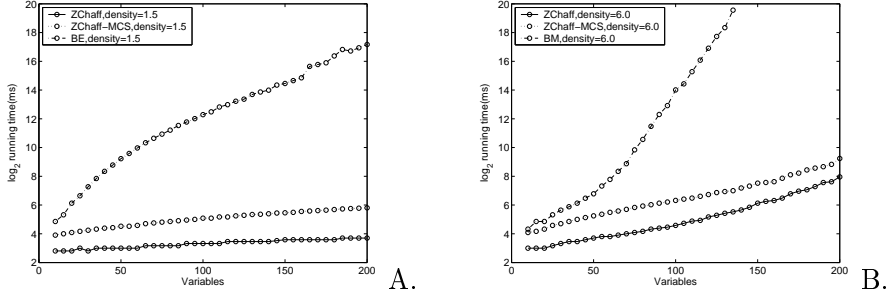 20
18
16
14
12
10
8
6
4
2
log2 running time(ms)
ZChaff,density=1.5
ZChaff-MCS,density=1.5
BE,density=1.5
0 50 100 150 200
Variables
A.
20
18
16
14
12
10
8
6
4
2
log2 running time(ms)
ZChaff,density=6.0
ZChaff-MCS,density=6.0
BM,density=6.0
0 50 100 150 200
Variables
B.